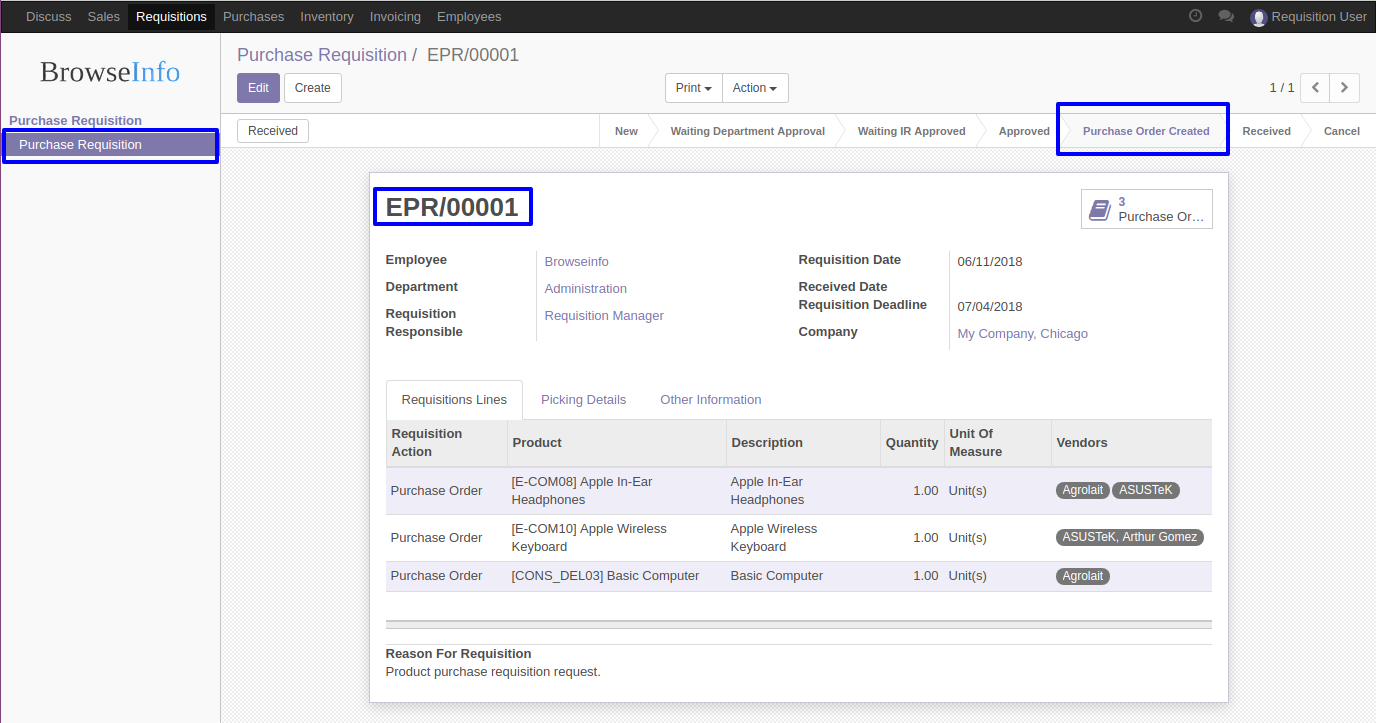 Discuss Sales Requisitions Purchases Inventory Invoicing Employees Requisition User
BrowseInfo
Purchase Requisition
Purchase Requisition
Purchase Requisition / EPR/00001
Edit Create Print Action 1 / 1
Received New Waiting Department Approval Waiting IR Approved Approved Purchase Order Created Received Cancel
EPR/00001
3
Purchase Or…
Employee Browseinfo
Department Administration
Requisition
Responsible Requisition Manager
Requisition Date 06/11/2018
Received Date
Requisition Deadline 07/04/2018
Company My Company, Chicago
Requisitions Lines Picking Details Other Information
Requisition
Action Product Description Quantity Unit Of
Measure Vendors
Purchase Order [E-COM08] Apple In-Ear
Headphones Apple In-Ear
Headphones 1.00 Unit(s) Agrolait ASUSTeK
Purchase Order [E-COM10] Apple Wireless
Keyboard Apple Wireless
Keyboard 1.00 Unit(s) ASUSTeK, Arthur Gomez
Purchase Order [CONS_DEL03] Basic Computer Basic Computer 1.00 Unit(s) Agrolait
Reason For Requisition
Product purchase requisition request.